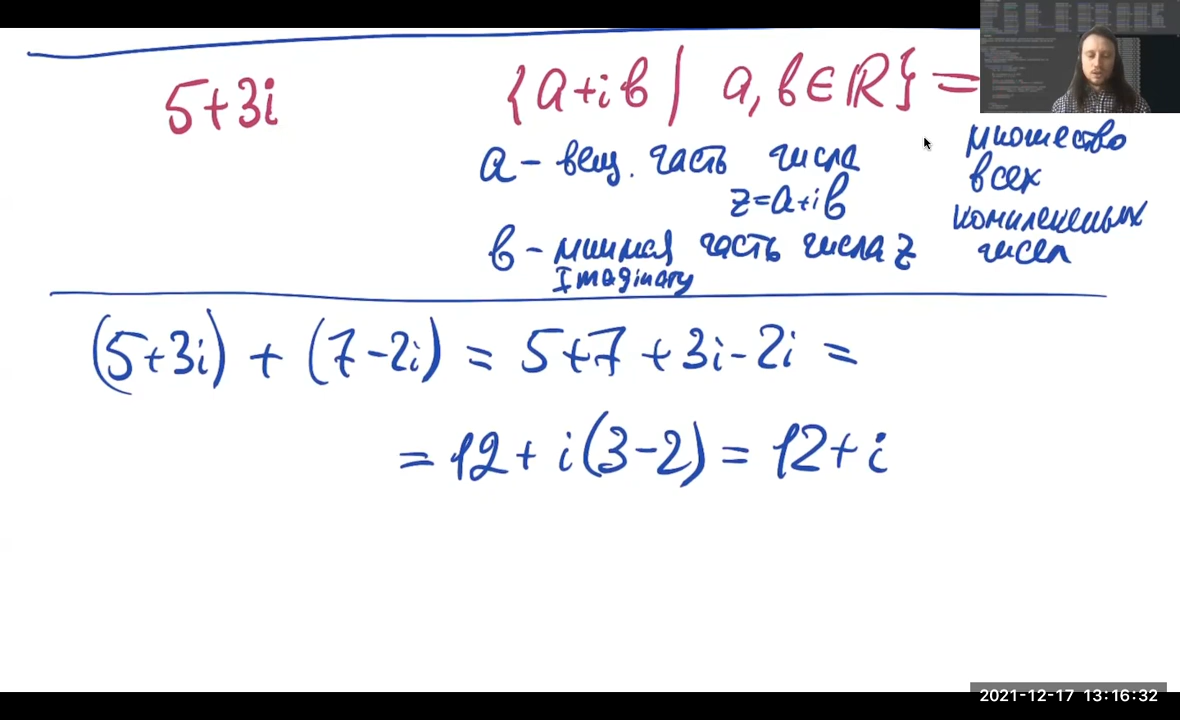 5+3i
{a+ib | a, b∈ℝ} =
множество
всех
комплексных
чисел
a - вещ. часть числа
z=a+ib
b - мнимая часть числа z
Imaginary
(5+3i) + (7-2i) = 5+7 +3i-2i =
= 12 + i(3-2) = 12+i
2021-12-17 13:16:32